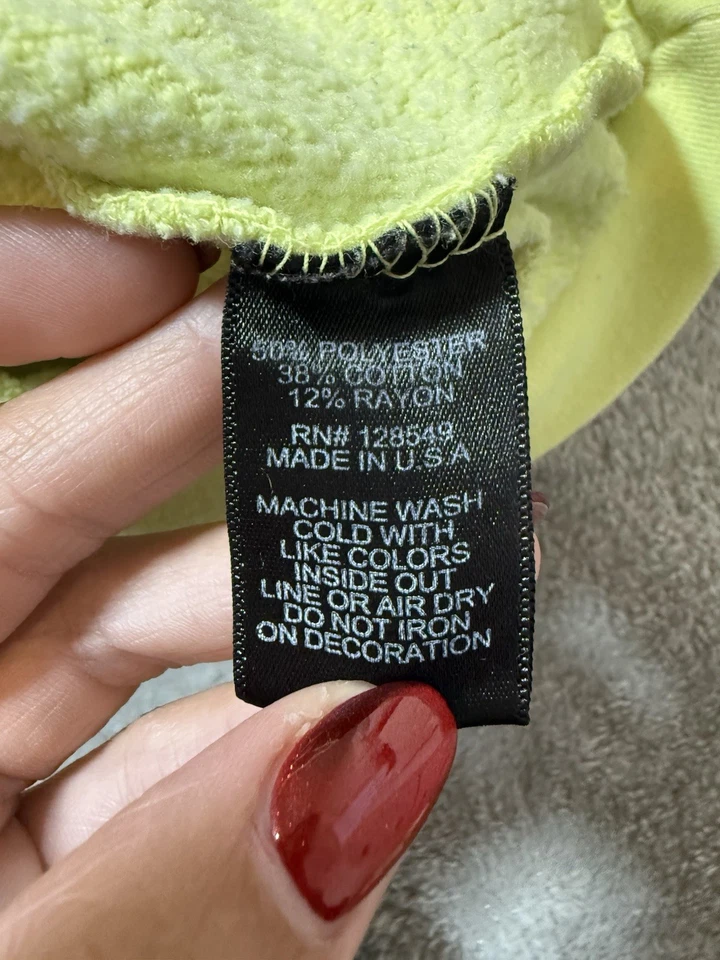 50% POLYESTER
38% COTTON
12% RAYON
RN# 128549
MADE IN U.S.A
MACHINE WASH
COLD WITH
LIKE COLORS
INSIDE OUT
LINE OR AIR DRY
DO NOT IRON
ON DECORATION